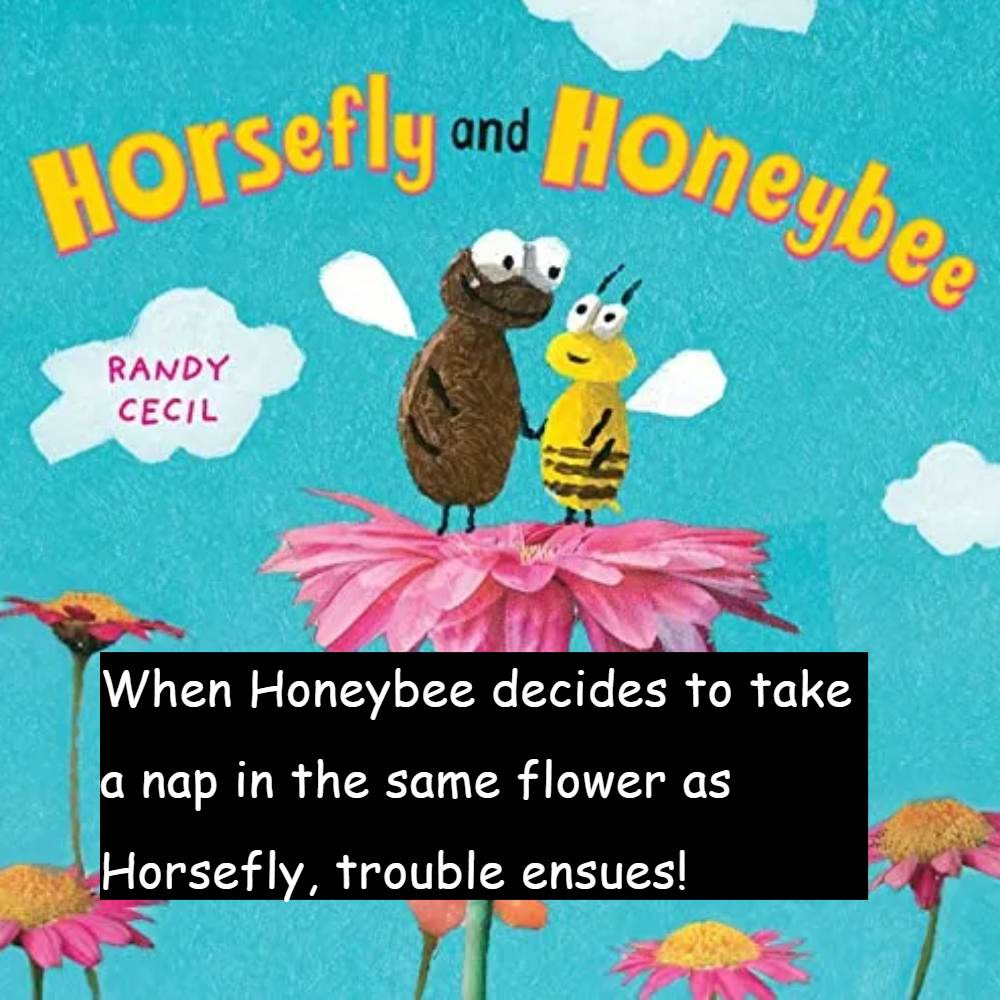 Horsefly and Honeybee
RANDY
CECIL
When Honeybee decides to take
a nap in the same flower as
Horsefly, trouble ensues!